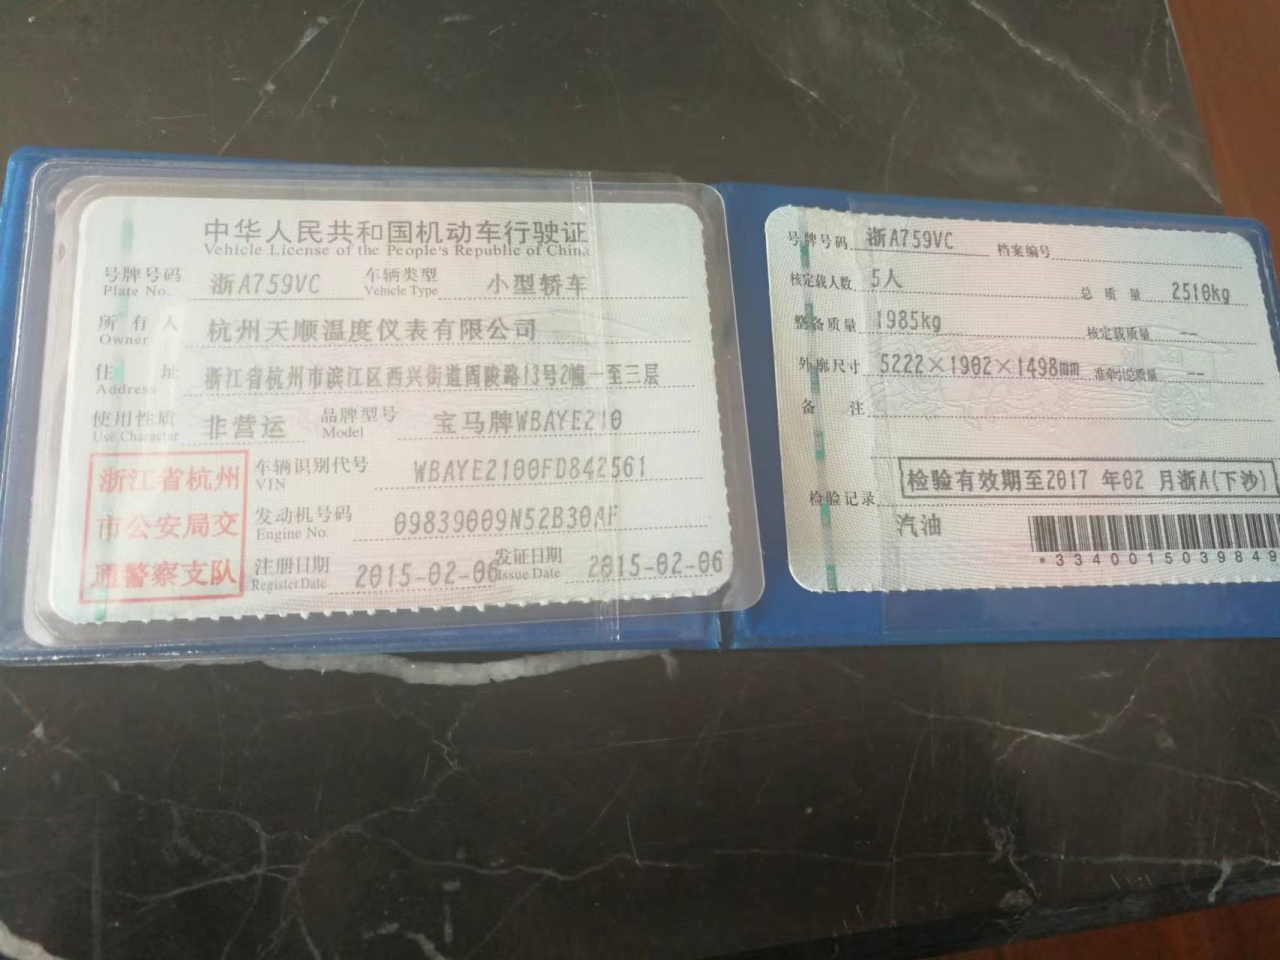 中华人民共和国机动车行驶证
Vehicle License of the People's Republic of China
号牌号码 浙A759VC 车辆类型 小型轿车
Plate No. Vehicle Type
所有人 杭州天顺温度仪表有限公司
Owner
住址 浙江省杭州市滨江区西兴街道固陵路13号2幢一至三层
Address
使用性质 非营运 品牌型号 宝马牌WBAYE210
Use Character Model
浙江省杭州
市公安局交
通警察支队
车辆识别代号 WBAYE2100FD842561
VIN
发动机号码 09839009N52B30AF
Engine No.
注册日期 2015-02-06 发证日期 2015-02-06
Register Date Issue Date
号牌号码 浙A759VC 档案编号
核定载人数 5人 总质量 2510kg
整备质量 1985kg 核定载质量 --
外廓尺寸 5222×1902×1498mm 准牵引总质量 --
备注
检验有效期至2017 年02 月浙A(下沙)
检验记录
汽油
*3340015039849